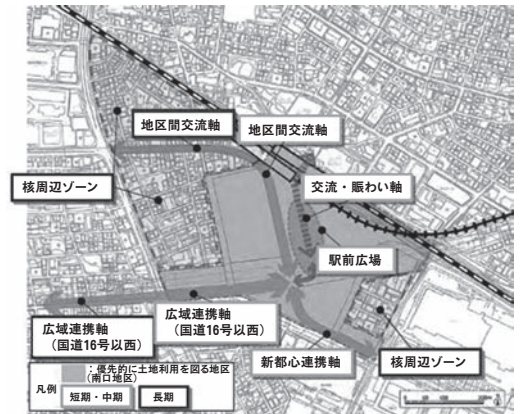 地区間交流軸
地区間交流軸
核周辺ゾーン
交流・賑わい軸
駅前広場
広域連携軸
(国道16号以西)
広域連携軸
(国道16号以西)
新都心連携軸
核周辺ゾーン
凡例
:優先的に土地利用を図る地区
(南口地区)
短期・中期
長期